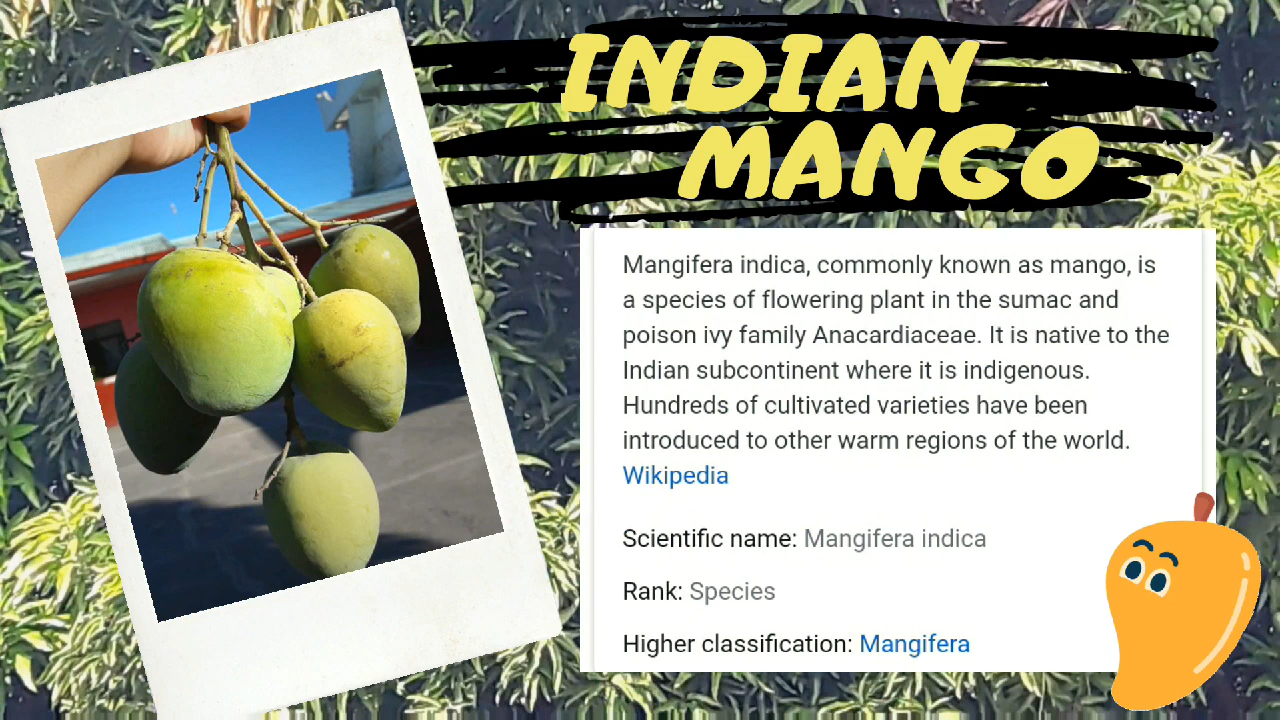 INDIAN
MANGO
Mangifera indica, commonly known as mango, is
a species of flowering plant in the sumac and
poison ivy family Anacardiaceae. It is native to the
Indian subcontinent where it is indigenous.
Hundreds of cultivated varieties have been
introduced to other warm regions of the world.
Wikipedia
Scientific name: Mangifera indica
Rank: Species
Higher classification: Mangifera